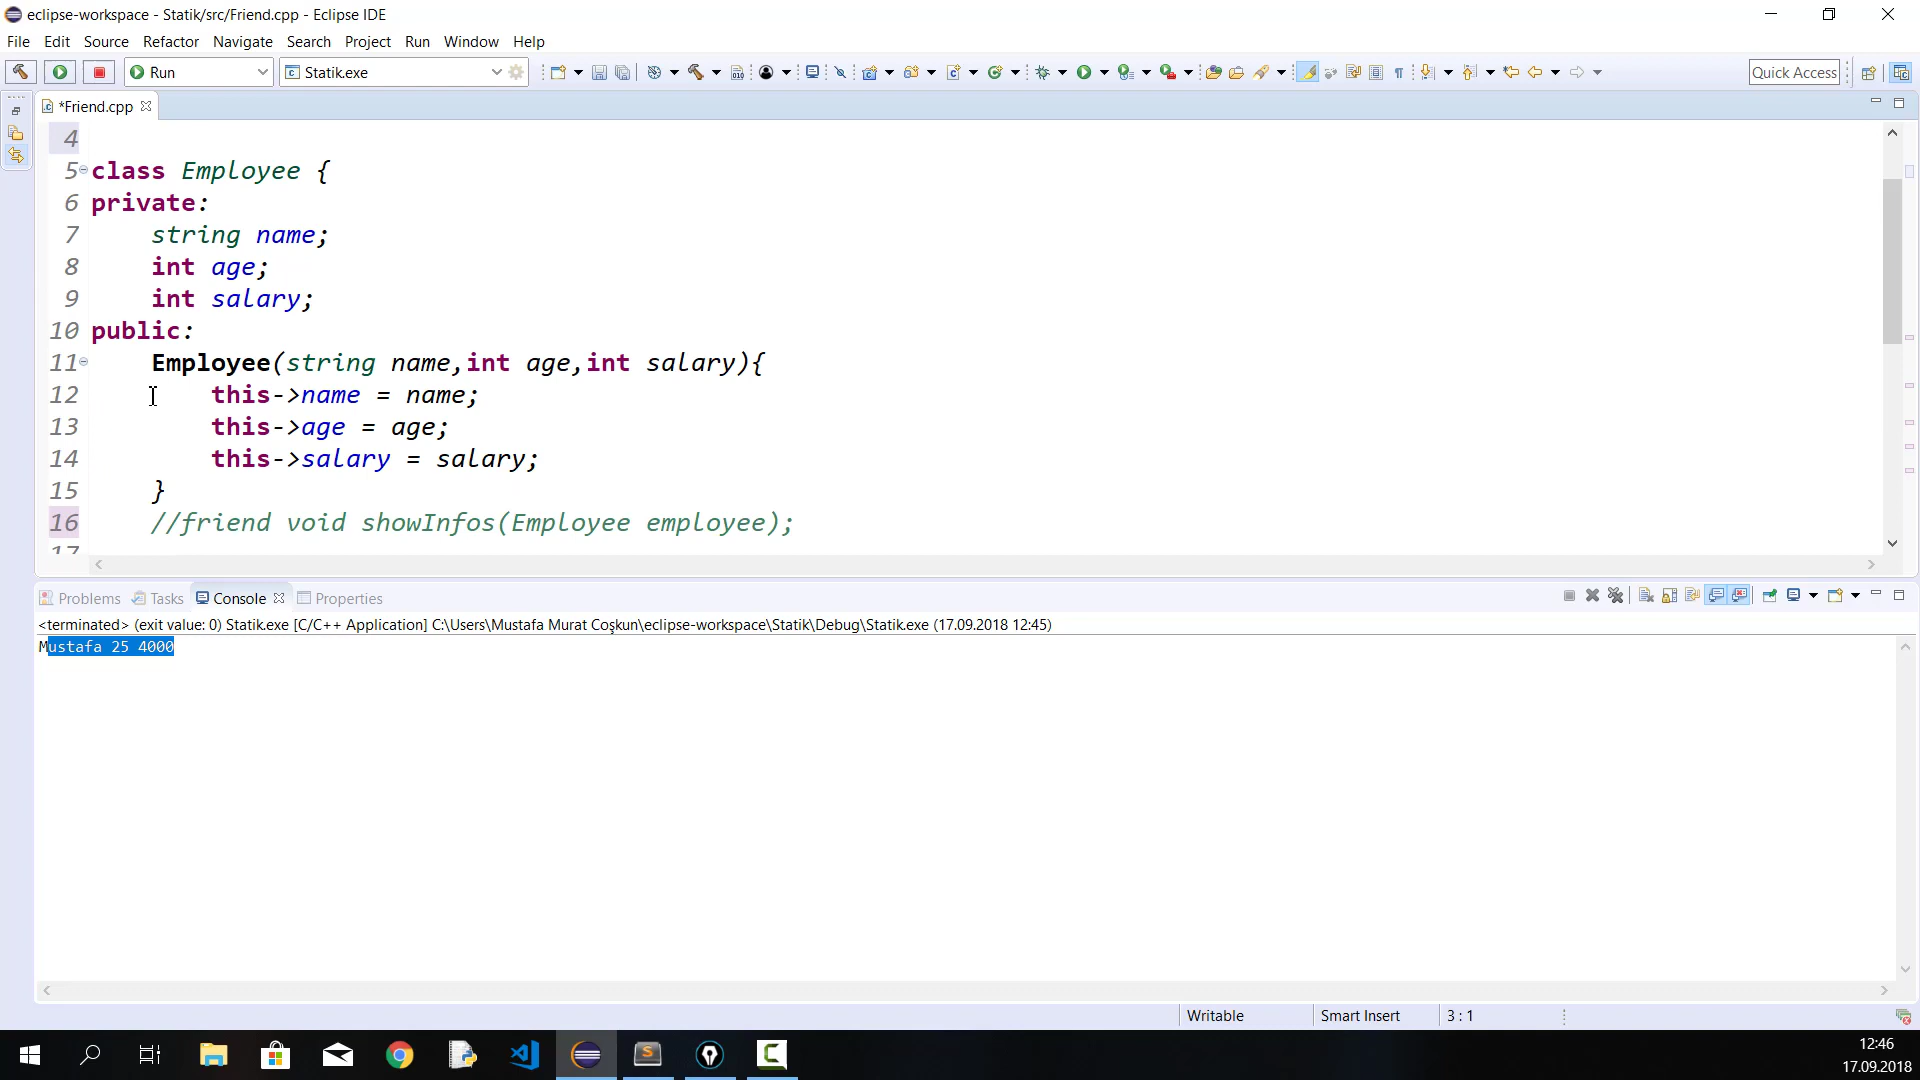 eclipse-workspace - Statik/src/Friend.cpp - Eclipse IDE
File Edit Source Refactor Navigate Search Project Run Window Help
Run Statik.exe Quick Access
*Friend.cpp
4
5 class Employee {
6 private:
7 string name;
8 int age;
9 int salary;
10 public:
11 Employee(string name,int age,int salary){
12 this->name = name;
13 this->age = age;
14 this->salary = salary;
15 }
16 //friend void showInfos(Employee employee);
17
Problems Tasks Console Properties
<terminated> (exit value: 0) Statik.exe [C/C++ Application] C:\Users\Mustafa Murat Coşkun\eclipse-workspace\Statik\Debug\Statik.exe (17.09.2018 12:45)
Mustafa 25 4000
Writable Smart Insert 3 : 1
12:46
17.09.2018